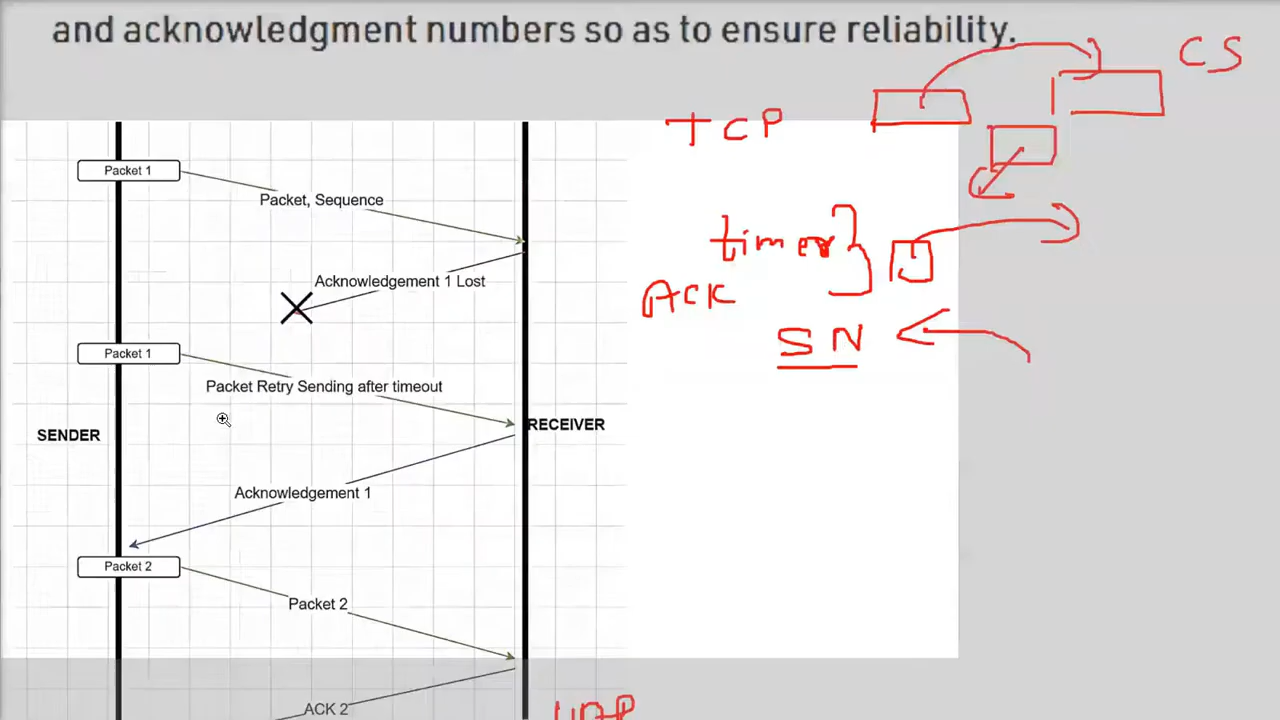 and acknowledgment numbers so as to ensure reliability.
CS
TCP
Packet 1
Packet, Sequence
timer
Acknowledgement 1 Lost
ACK
SN
Packet 1
Packet Retry Sending after timeout
SENDER
RECEIVER
Acknowledgement 1
Packet 2
Packet 2
ACK 2
UDP